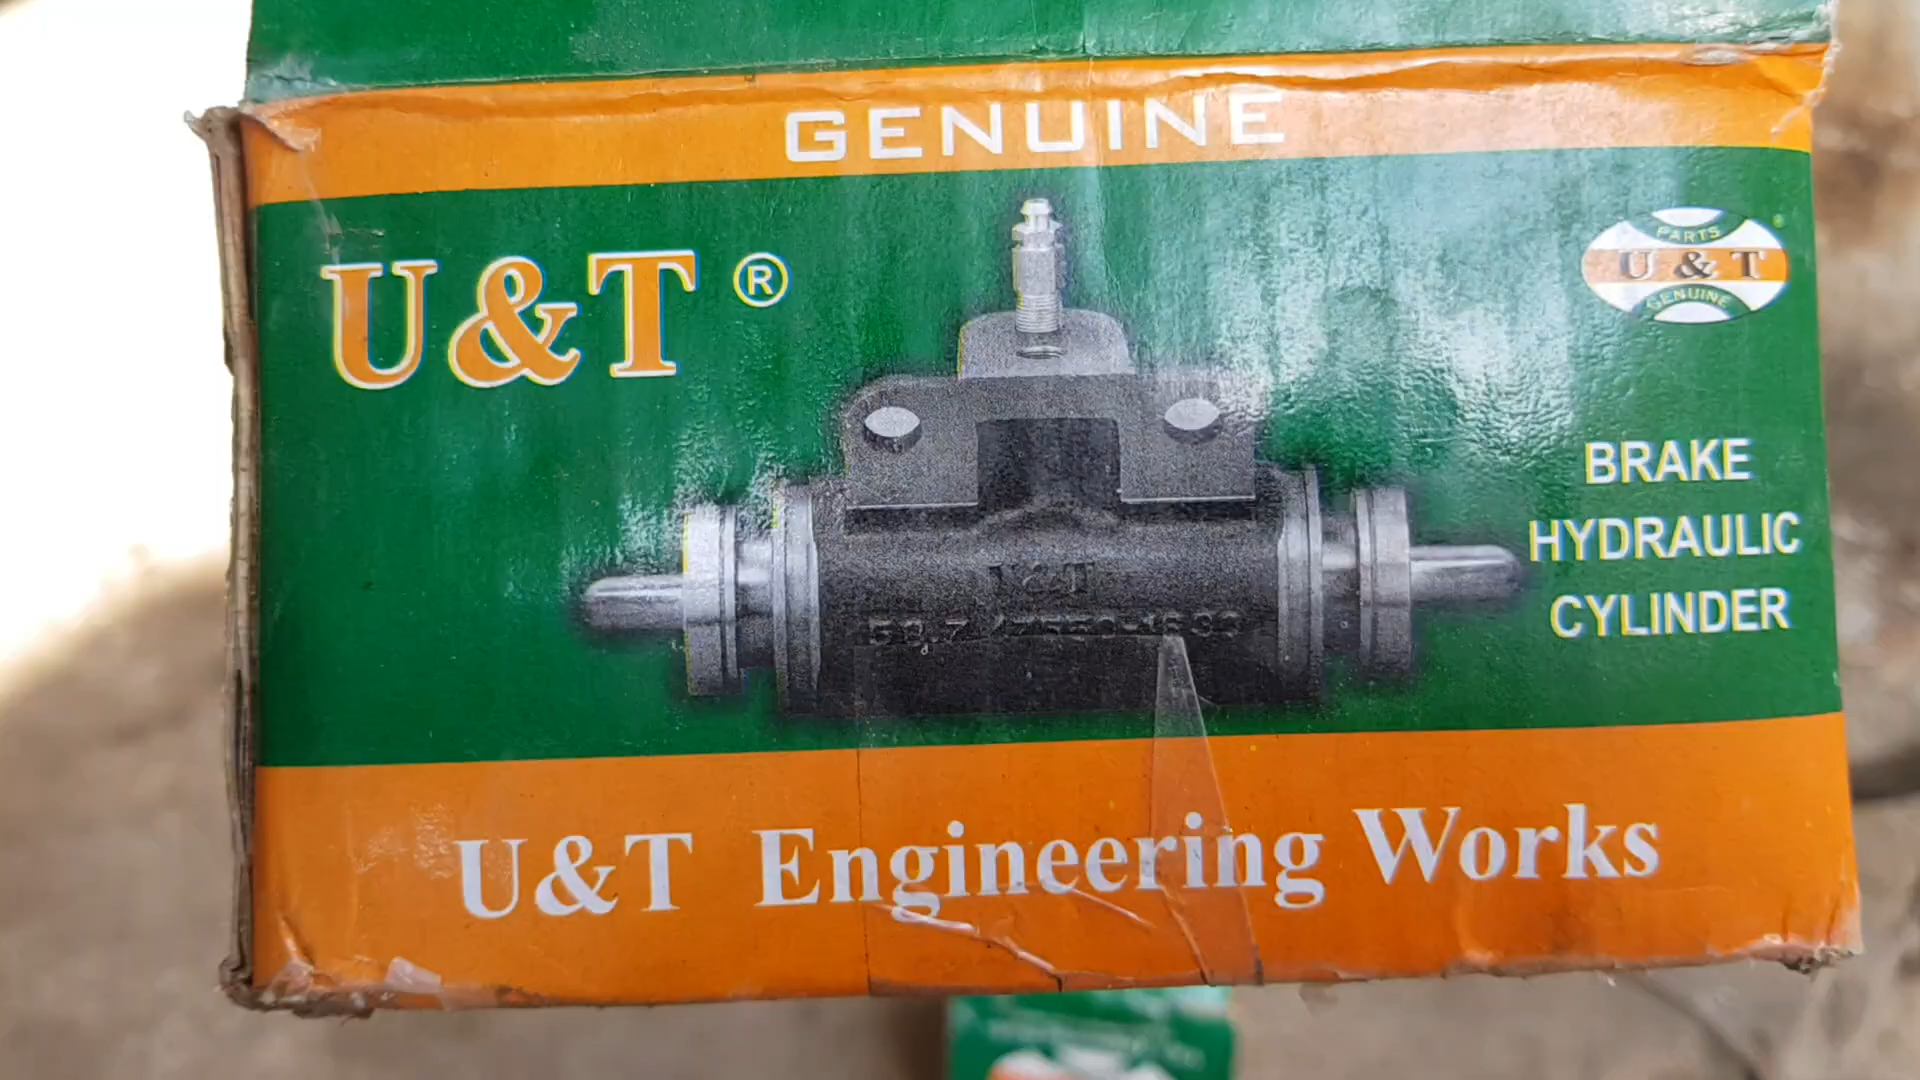 GENUINE
U&T ®
PARTS
U & T
GENUINE
BRAKE
HYDRAULIC
CYLINDER
U&T
U&T Engineering Works